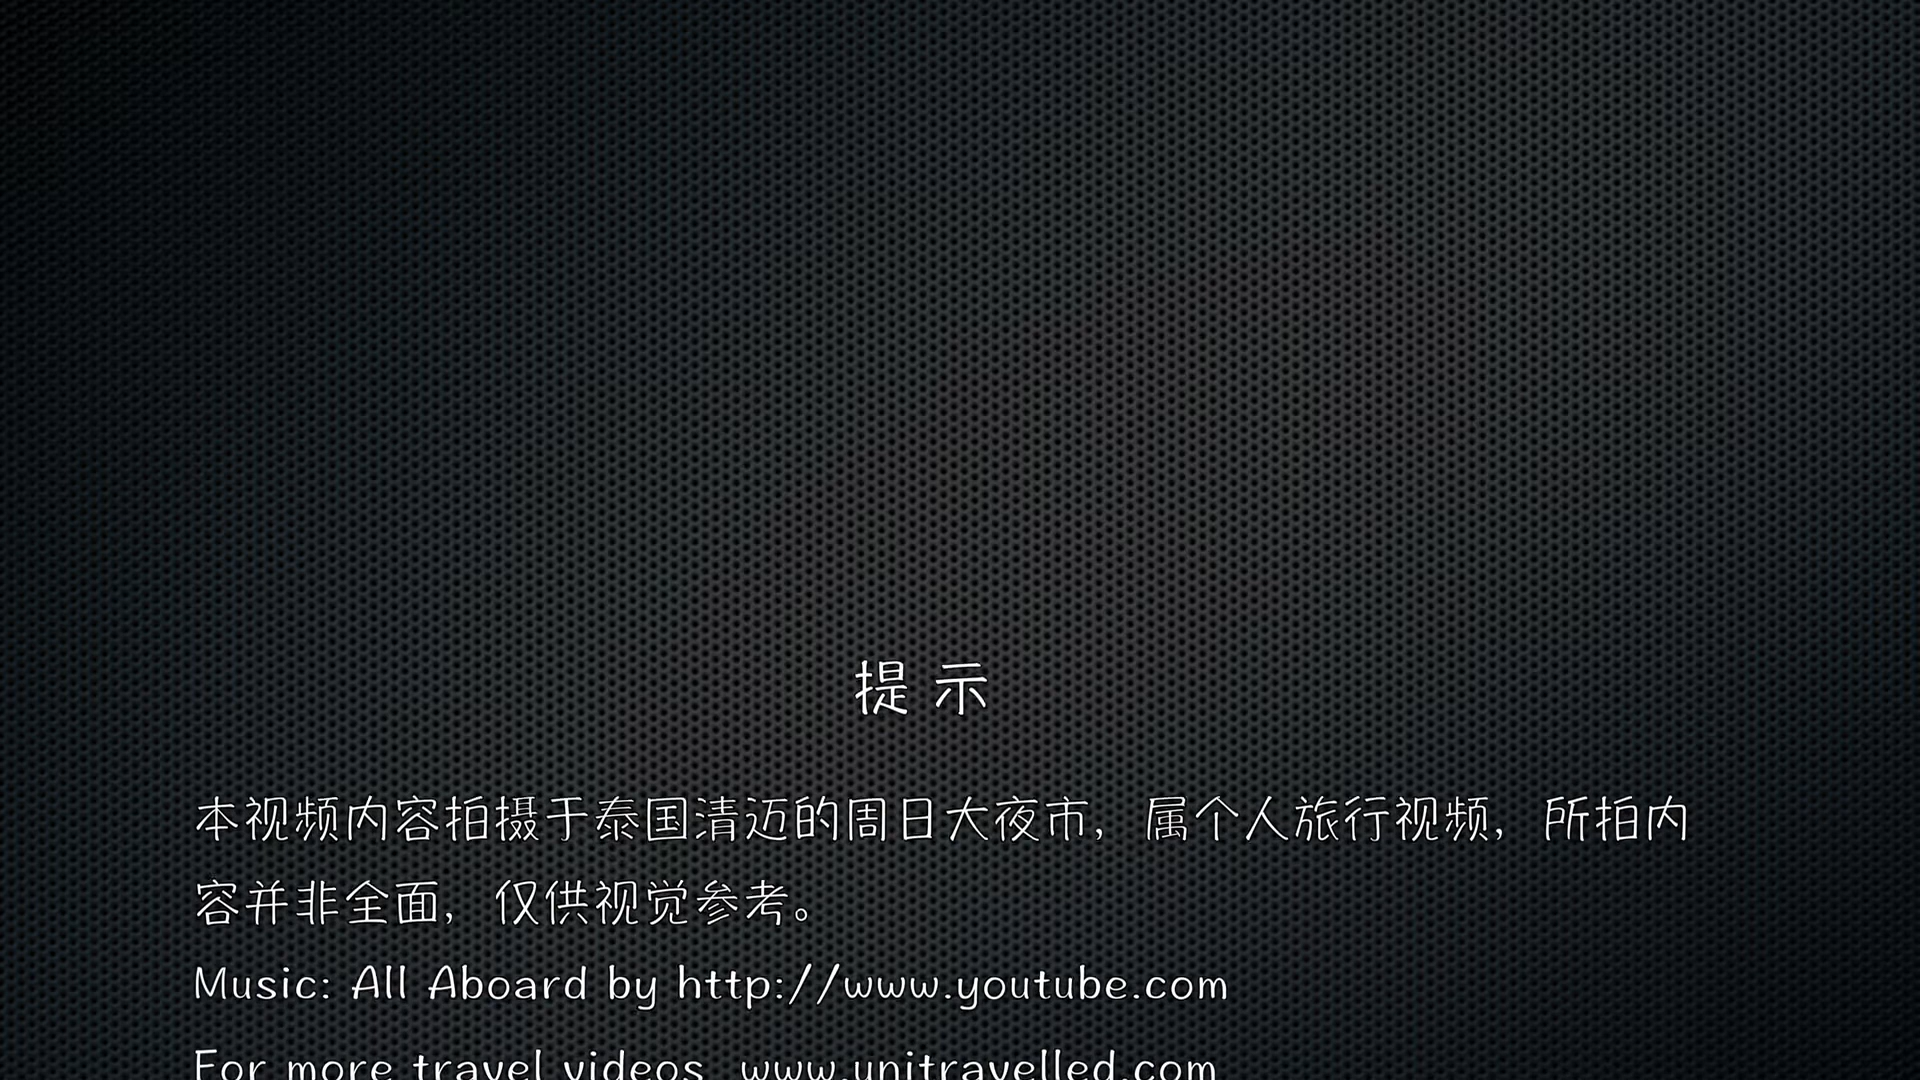 提示
本视频内容拍摄于泰国清迈的周日大夜市，属个人旅行视频，所拍内
容并非全面，仅供视觉参考。
Music: All Aboard by http://www.youtube.com
For more travel videos  www.unitravelled.com